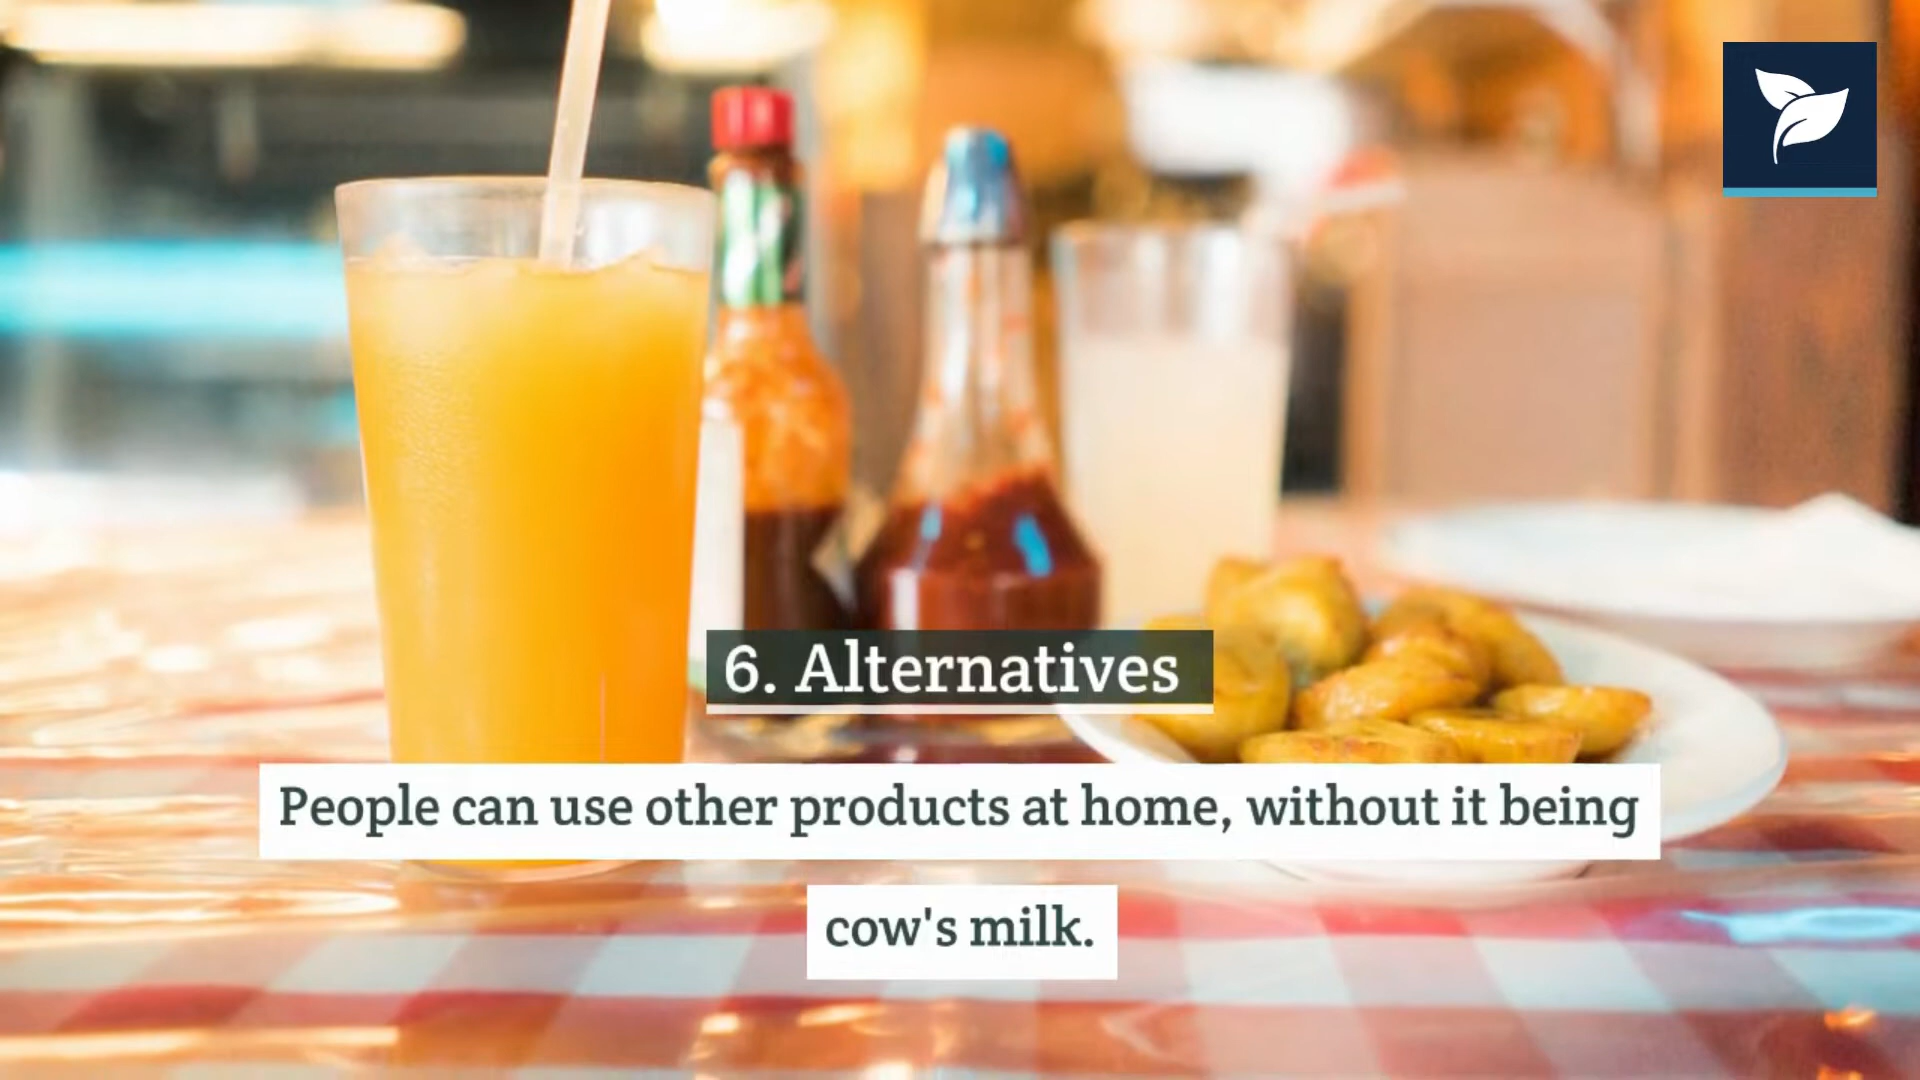 6. Alternatives
People can use other products at home, without it being
cow's milk.